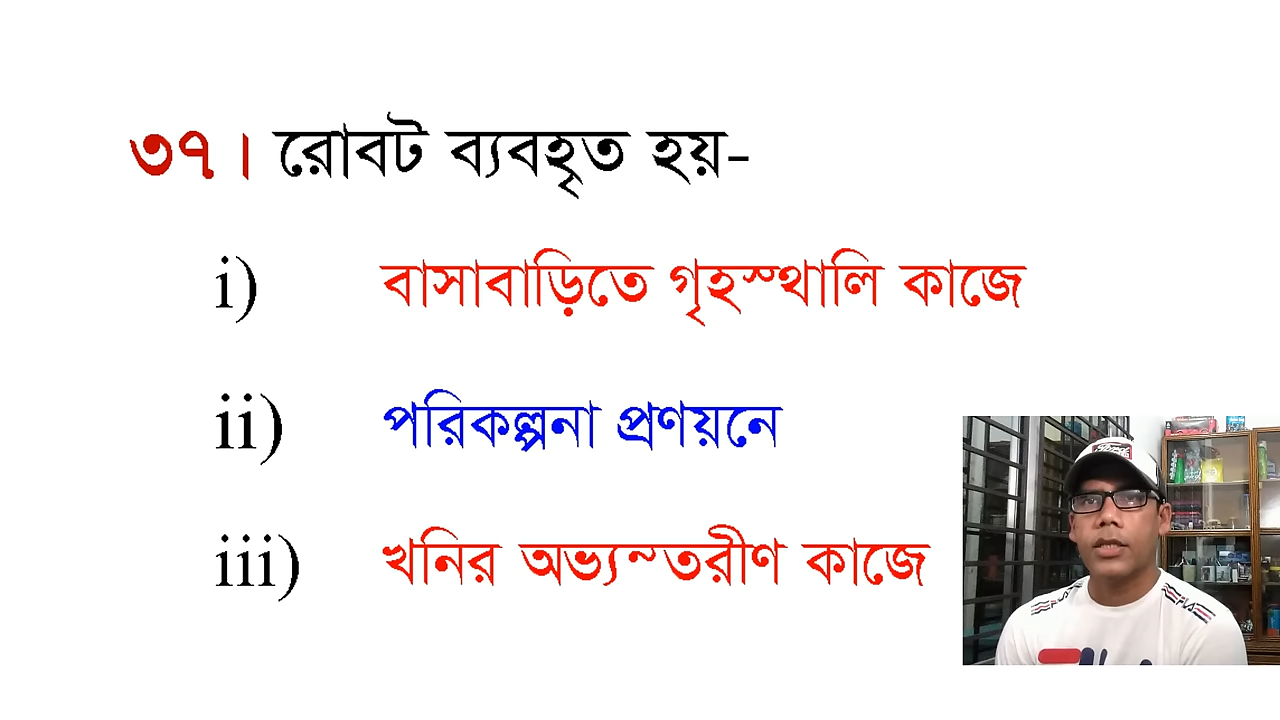 ৩৭। রোবট ব্যবহৃত হয়-
i) বাসাবাড়িতে গৃহস্থালি কাজে
ii) পরিকল্পনা প্রণয়নে
iii) খনির অভ্যন্তরীণ কাজে